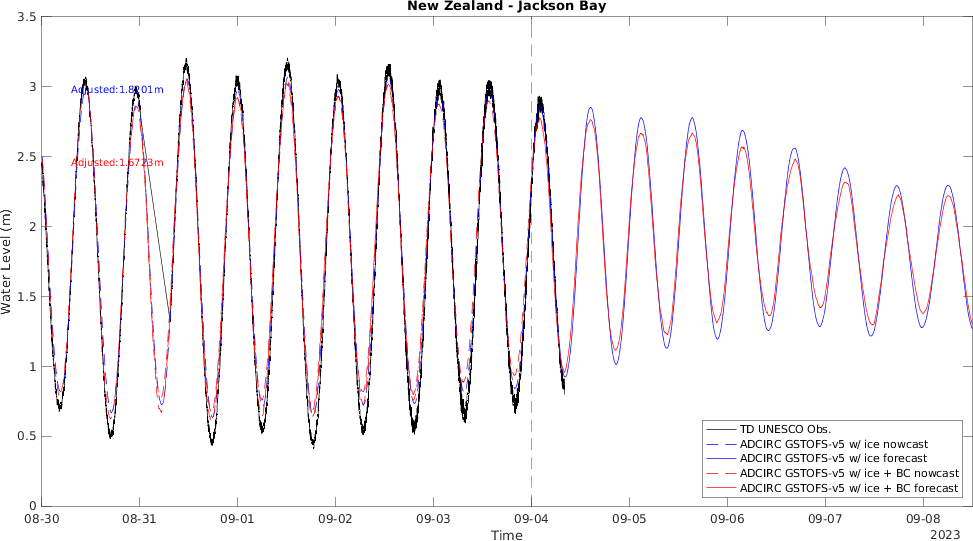 New Zealand - Jackson Bay
3.5
3
2.5
2
1.5
1
0.5
0
Water Level (m)
Adjusted:1.8201m
Adjusted:1.6723m
TD UNESCO Obs.
ADCIRC GSTOFS-v5 w/ ice nowcast
ADCIRC GSTOFS-v5 w/ ice forecast
ADCIRC GSTOFS-v5 w/ ice + BC nowcast
ADCIRC GSTOFS-v5 w/ ice + BC forecast
08-30 08-31 09-01 09-02 09-03 09-04 09-05 09-06 09-07 09-08
Time
2023